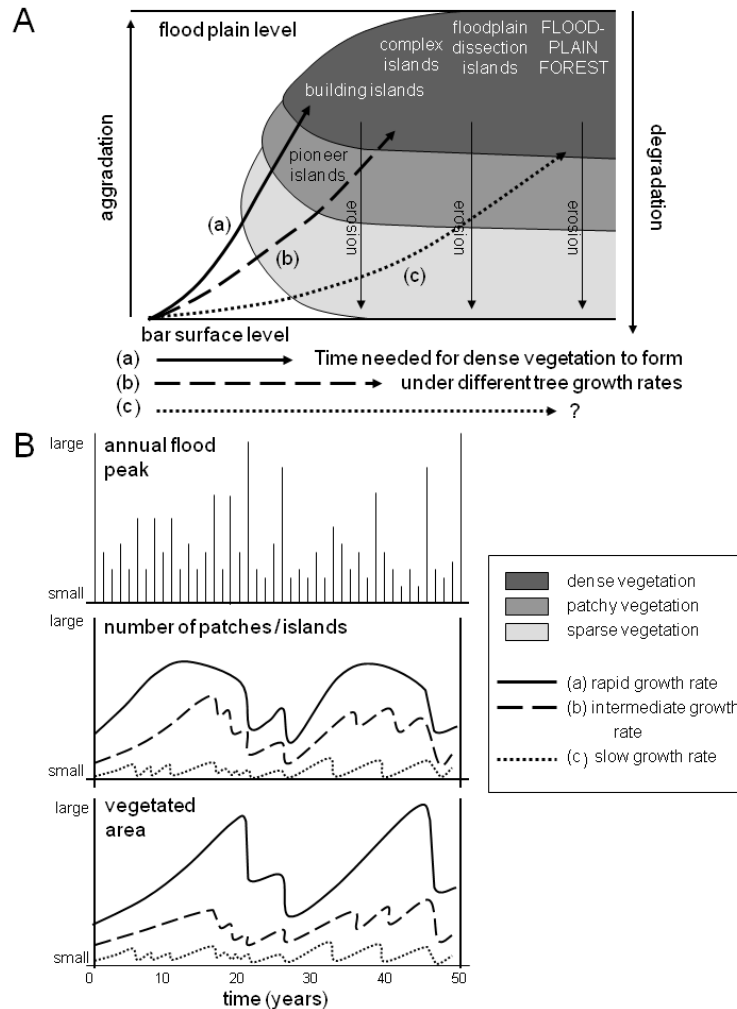 A
flood plain level
complex
islands
floodplain
dissection
islands
FLOOD-
PLAIN
FOREST
building islands
pioneer
islands
aggradation
degradation
erosion
erosion
erosion
(a)
(b)
(c)
bar surface level
(a) Time needed for dense vegetation to form
(b) under different tree growth rates
(c) ?
B
large
annual flood
peak
small
large
number of patches / islands
small
large
vegetated
area
small
0 10 20 30 40 50
time (years)
dense vegetation
patchy vegetation
sparse vegetation
(a) rapid growth rate
(b) intermediate growth
rate
(c) slow growth rate